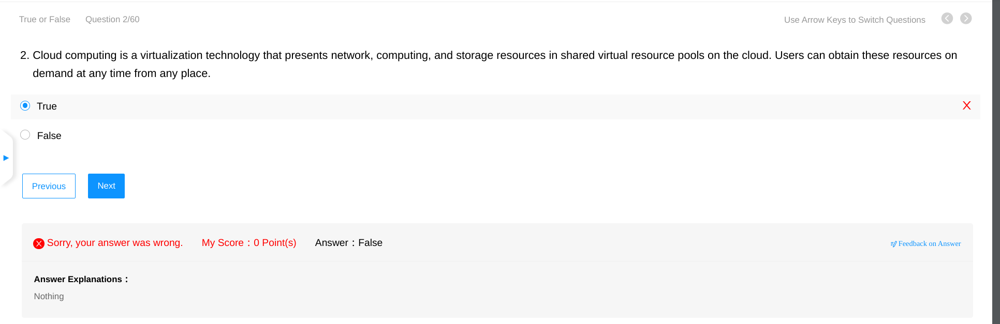 True or False Question 2/60 Use Arrow Keys to Switch Questions
2. Cloud computing is a virtualization technology that presents network, computing, and storage resources in shared virtual resource pools on the cloud. Users can obtain these resources on
demand at any time from any place.
True X
False
Previous Next
Sorry, your answer was wrong. My Score：0 Point(s) Answer：False Feedback on Answer
Answer Explanations：
Nothing